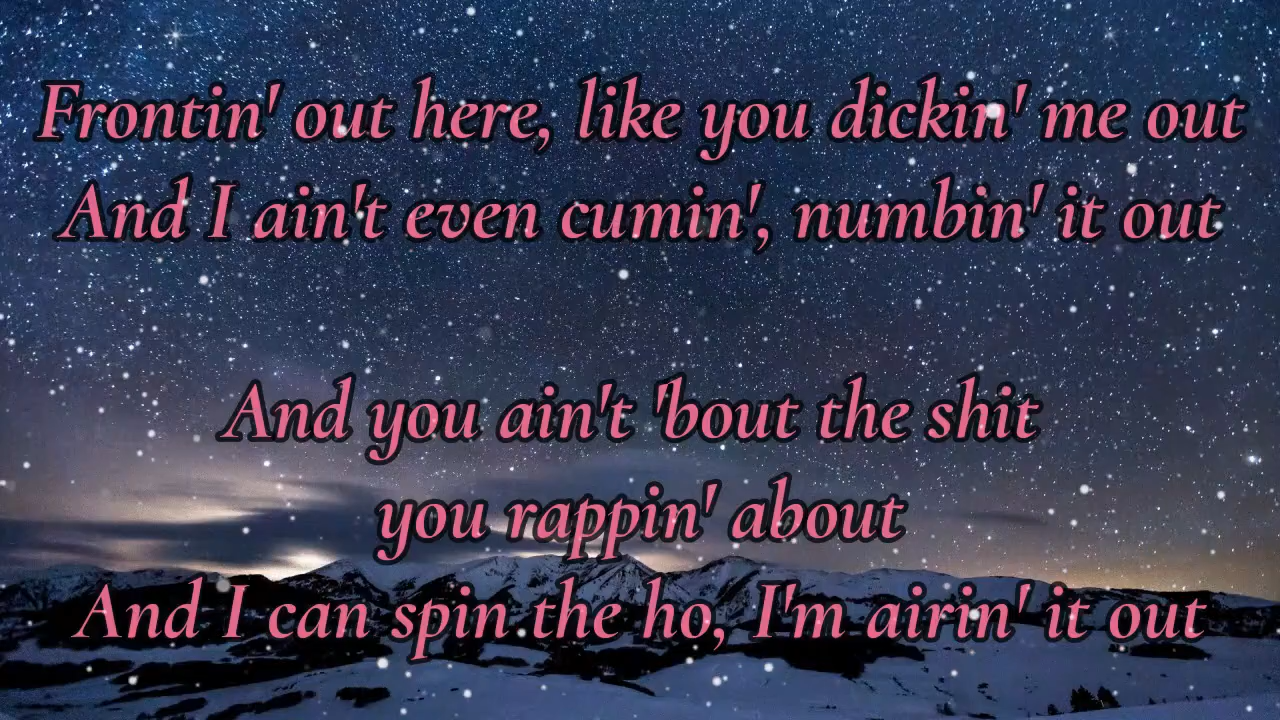 Frontin' out here, like you dickin' me out
And I ain't even cumin', numbin' it out
And you ain't 'bout the shit
you rappin' about
And I can spin the ho, I'm airin' it out